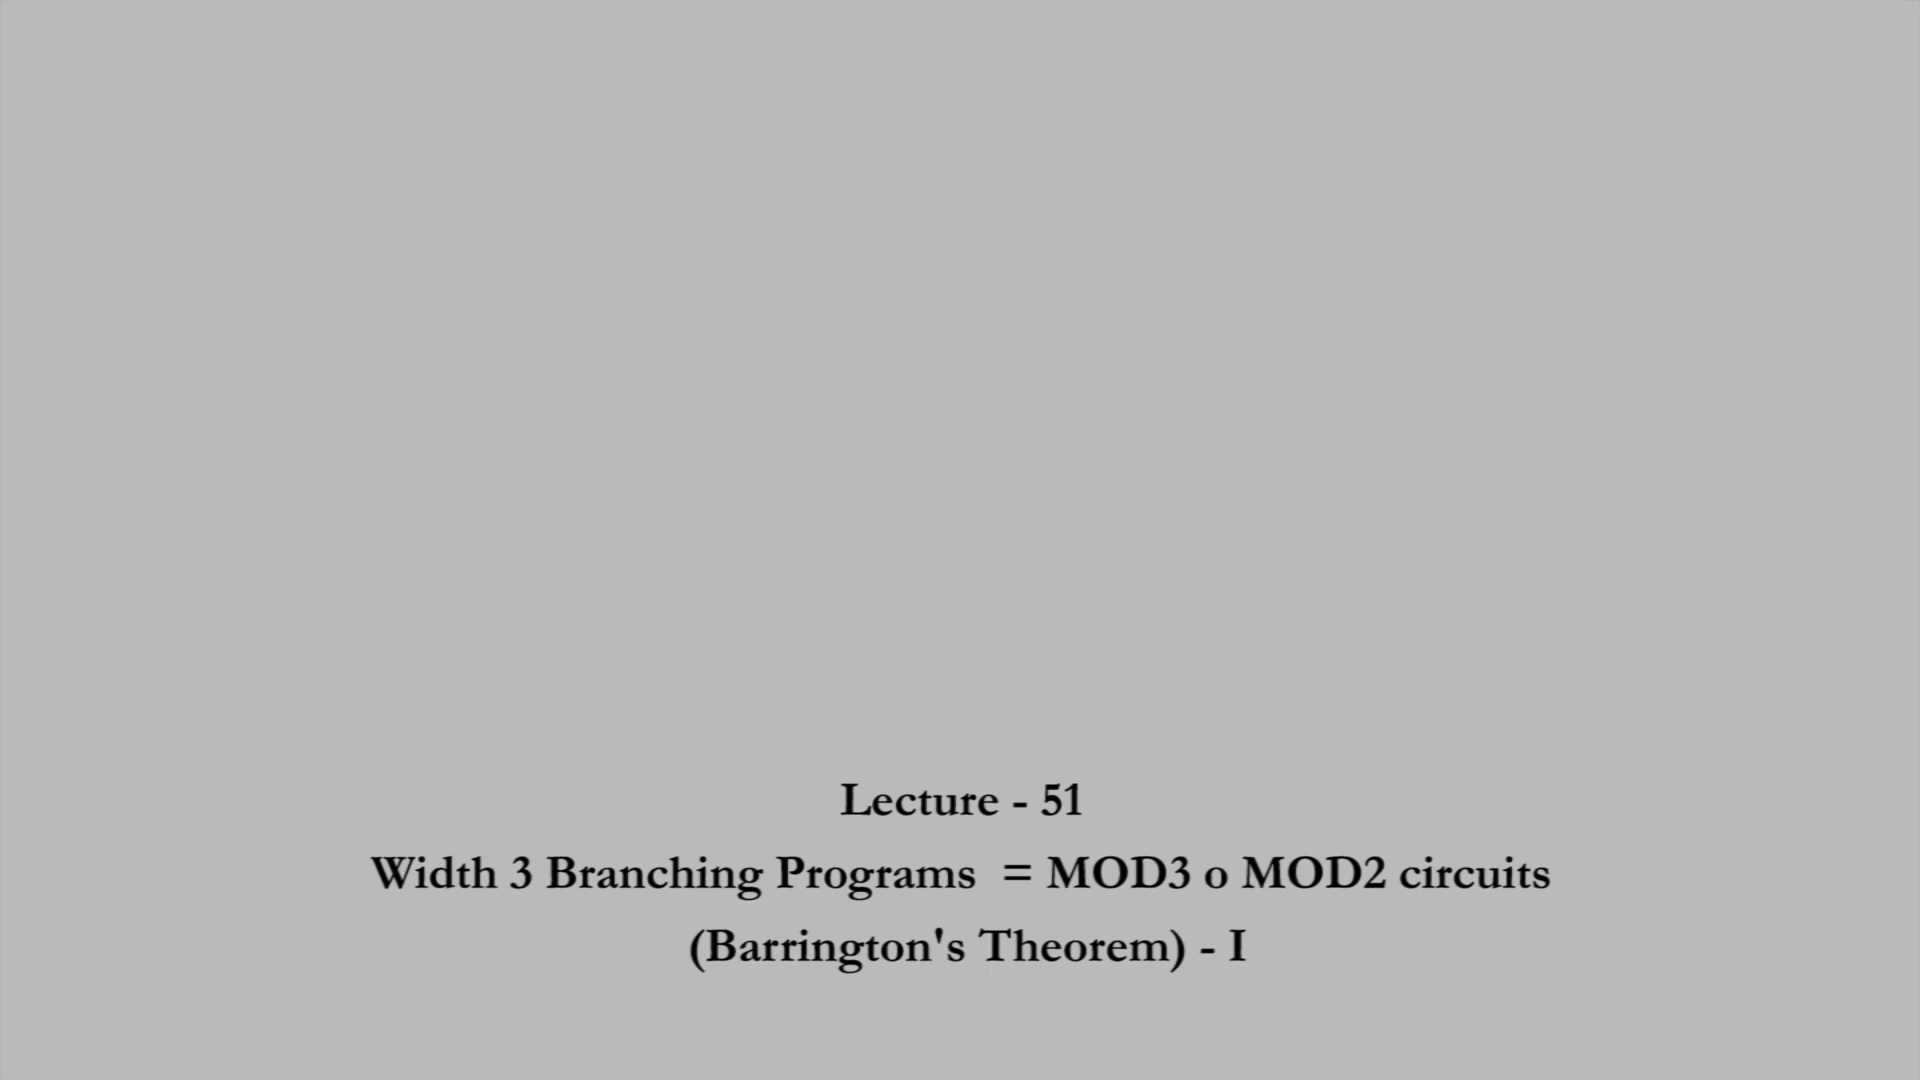 Lecture - 51
Width 3 Branching Programs = MOD3 o MOD2 circuits
(Barrington's Theorem) - I